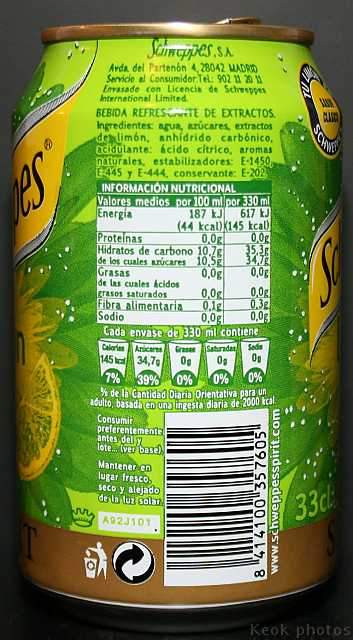 Schweppes, S.A.
Avda. del Partenón 4, 28042 MADRID
Servicio al Consumidor: Tel.: 902 11 20 11
Envasado con Licencia de Schweppes
International Limited.
BEBIDA REFRESCANTE DE EXTRACTOS.
Ingredientes: agua, azúcares, extractos
de limón, anhídrido carbónico,
acidulante: ácido cítrico, aromas
naturales, estabilizadores: E-1450,
E-445 y E-444, conservante: E-202
INFORMACIÓN NUTRICIONAL
Valores medios por 100 ml por 330 ml
Energía 187 kJ 617 kJ
(44 kcal) (145 kcal)
Proteínas 0,0g 0,0g
Hidratos de carbono 10,7g 35,3g
de los cuales azúcares 10,5g 34,7g
Grasas 0,0g 0,0g
de las cuales ácidos
grasos saturados 0,0g 0,0g
Fibra alimentaria 0,1g 0,3g
Sodio 0,0g 0,0g
Cada envase de 330 ml contiene
Calorías Azúcares Grasas Saturadas Sodio
145 kcal 34,7g 0g 0g 0g
7% 39% 0% 0% 0%
% de la Cantidad Diaria Orientativa para un
adulto, basada en una ingesta diaria de 2000 kcal
Consumir
preferentemente
antes del y
lote... (ver base).
Mantener en
lugar fresco,
seco y alejado
de la luz solar.
A92J101
8 414100 357605
www.schweppesspirit.com
33cl
pes®
SABOR
CLÁSICO
SCHWEPPES
Sc
T
S
Keok photos